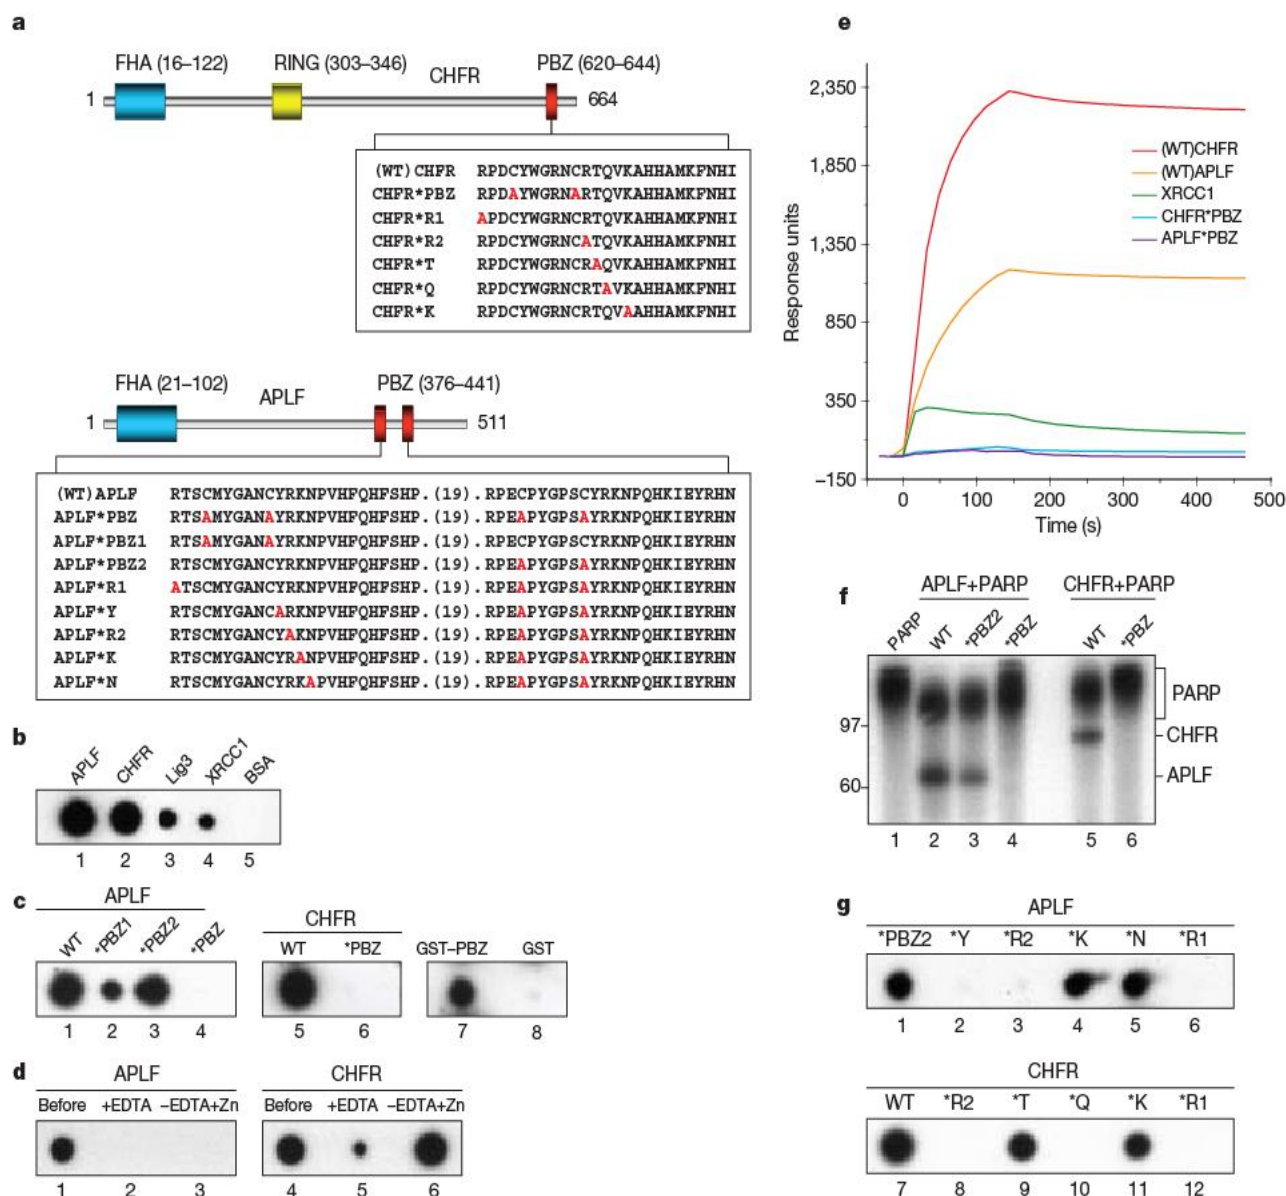 a
FHA (16–122)
RING (303–346)
CHFR
PBZ (620–644)
1
664
(WT)CHFR RPDCYWGRNCRTQVKAHHAMKFNHI
CHFR*PBZ RPDAYWGRNARTQVKAHHAMKFNHI
CHFR*R1 APDCYWGRNCRTQVKAHHAMKFNHI
CHFR*R2 RPDCYWGRNCATQVKAHHAMKFNHI
CHFR*T RPDCYWGRNCRAQVKAHHAMKFNHI
CHFR*Q RPDCYWGRNCRTAVKAHHAMKFNHI
CHFR*K RPDCYWGRNCRTQVAAHHAMKFNHI
FHA (21–102)
APLF
PBZ (376–441)
1
511
(WT)APLF RTSCMYGANCYRKNPVHFQHFSHP.(19).RPECPYGPSCYRKNPQHKIEYRHN
APLF*PBZ RTSAMYGANAYRKNPVHFQHFSHP.(19).RPEAPYGPSAYRKNPQHKIEYRHN
APLF*PBZ1 RTSAMYGANAYRKNPVHFQHFSHP.(19).RPECPYGPSCYRKNPQHKIEYRHN
APLF*PBZ2 RTSCMYGANCYRKNPVHFQHFSHP.(19).RPEAPYGPSAYRKNPQHKIEYRHN
APLF*R1 ATSCMYGANCYRKNPVHFQHFSHP.(19).RPEAPYGPSAYRKNPQHKIEYRHN
APLF*Y RTSCMYGANCARKNPVHFQHFSHP.(19).RPEAPYGPSAYRKNPQHKIEYRHN
APLF*R2 RTSCMYGANCYAKNPVHFQHFSHP.(19).RPEAPYGPSAYRKNPQHKIEYRHN
APLF*K RTSCMYGANCYRANPVHFQHFSHP.(19).RPEAPYGPSAYRKNPQHKIEYRHN
APLF*N RTSCMYGANCYRKAPVHFQHFSHP.(19).RPEAPYGPSAYRKNPQHKIEYRHN
b
APLF CHFR Lig3 XRCC1 BSA
1 2 3 4 5
c
APLF
WT *PBZ1 *PBZ2 *PBZ
1 2 3 4
CHFR
WT *PBZ
5 6
GST–PBZ GST
7 8
d
APLF
Before +EDTA –EDTA+Zn
1 2 3
CHFR
Before +EDTA –EDTA+Zn
4 5 6
e
Response units
2,350
1,850
1,350
850
350
–150
0 100 200 300 400 500
Time (s)
(WT)CHFR
(WT)APLF
XRCC1
CHFR*PBZ
APLF*PBZ
f
APLF+PARP CHFR+PARP
PARP WT *PBZ2 *PBZ WT *PBZ
97
60
PARP
CHFR
APLF
1 2 3 4 5 6
g
APLF
*PBZ2 *Y *R2 *K *N *R1
1 2 3 4 5 6
CHFR
WT *R2 *T *Q *K *R1
7 8 9 10 11 12